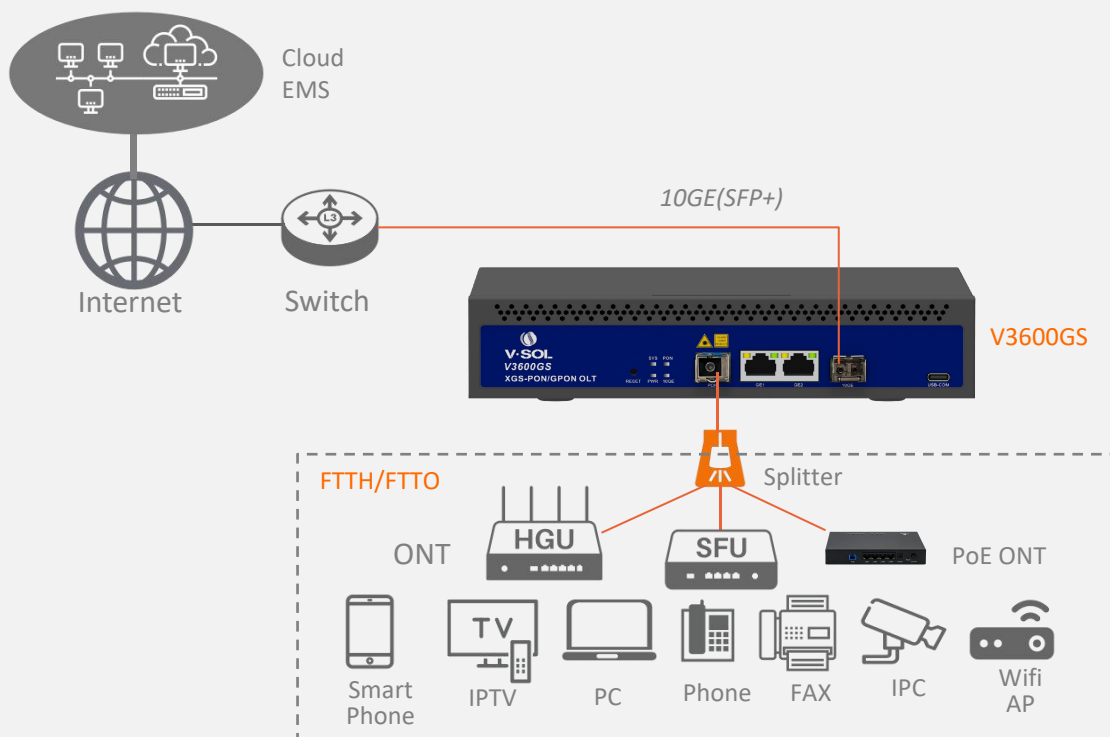 Cloud
EMS
10GE(SFP+)
L3
Internet
Switch
V3600GS
V·SOL
V3600GS
XGS-PON/GPON OLT
SYS PON
RESET
PWR 10GE
PON
GE1
GE2
10GE
USB-COM
FTTH/FTTO
Splitter
ONT
HGU
SFU
PoE ONT
TV
Smart
Phone
IPTV
PC
Phone
FAX
IPC
Wifi
AP